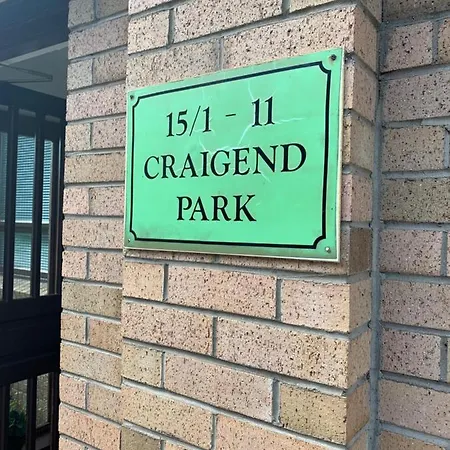 15/1 - 11
CRAIGEND
PARK